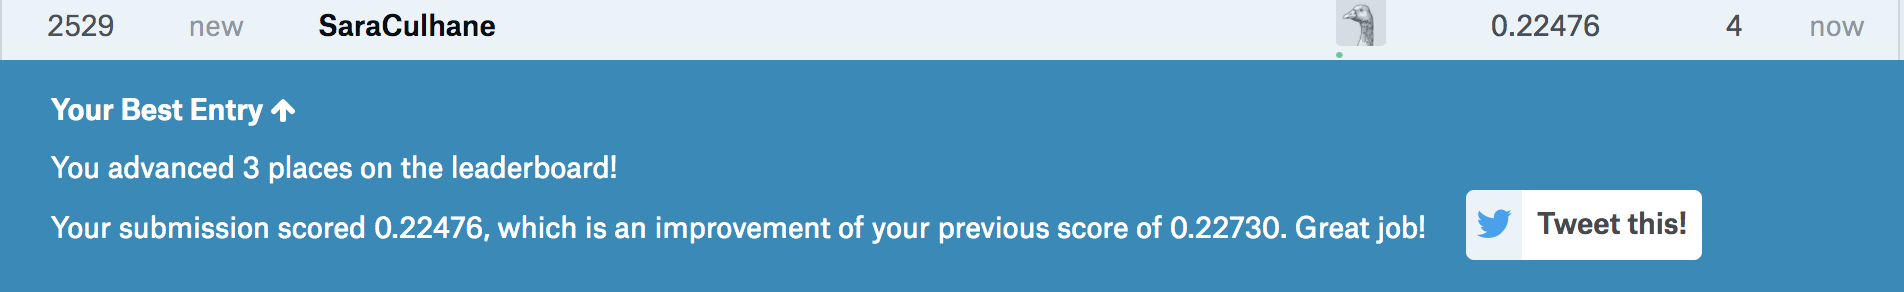 2529 new SaraCulhane 0.22476 4 now
Your Best Entry
You advanced 3 places on the leaderboard!
Your submission scored 0.22476, which is an improvement of your previous score of 0.22730. Great job!
Tweet this!